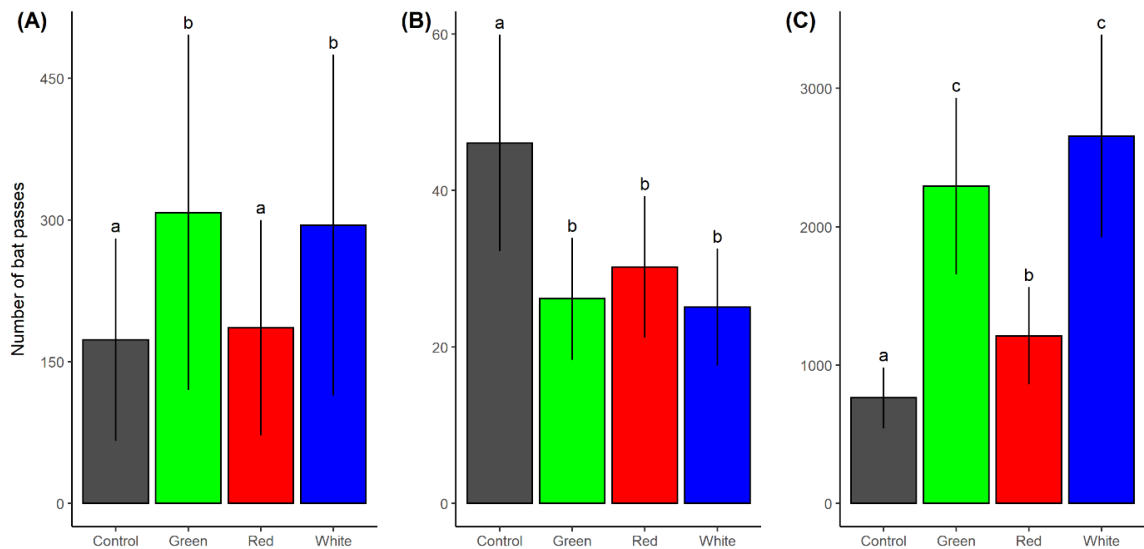 (A)
Number of bat passes
450
300
150
0
a
b
a
b
Control Green Red White
(B)
60
40
20
0
a
b
b
b
Control Green Red White
(C)
3000
2000
1000
0
a
c
b
c
Control Green Red White